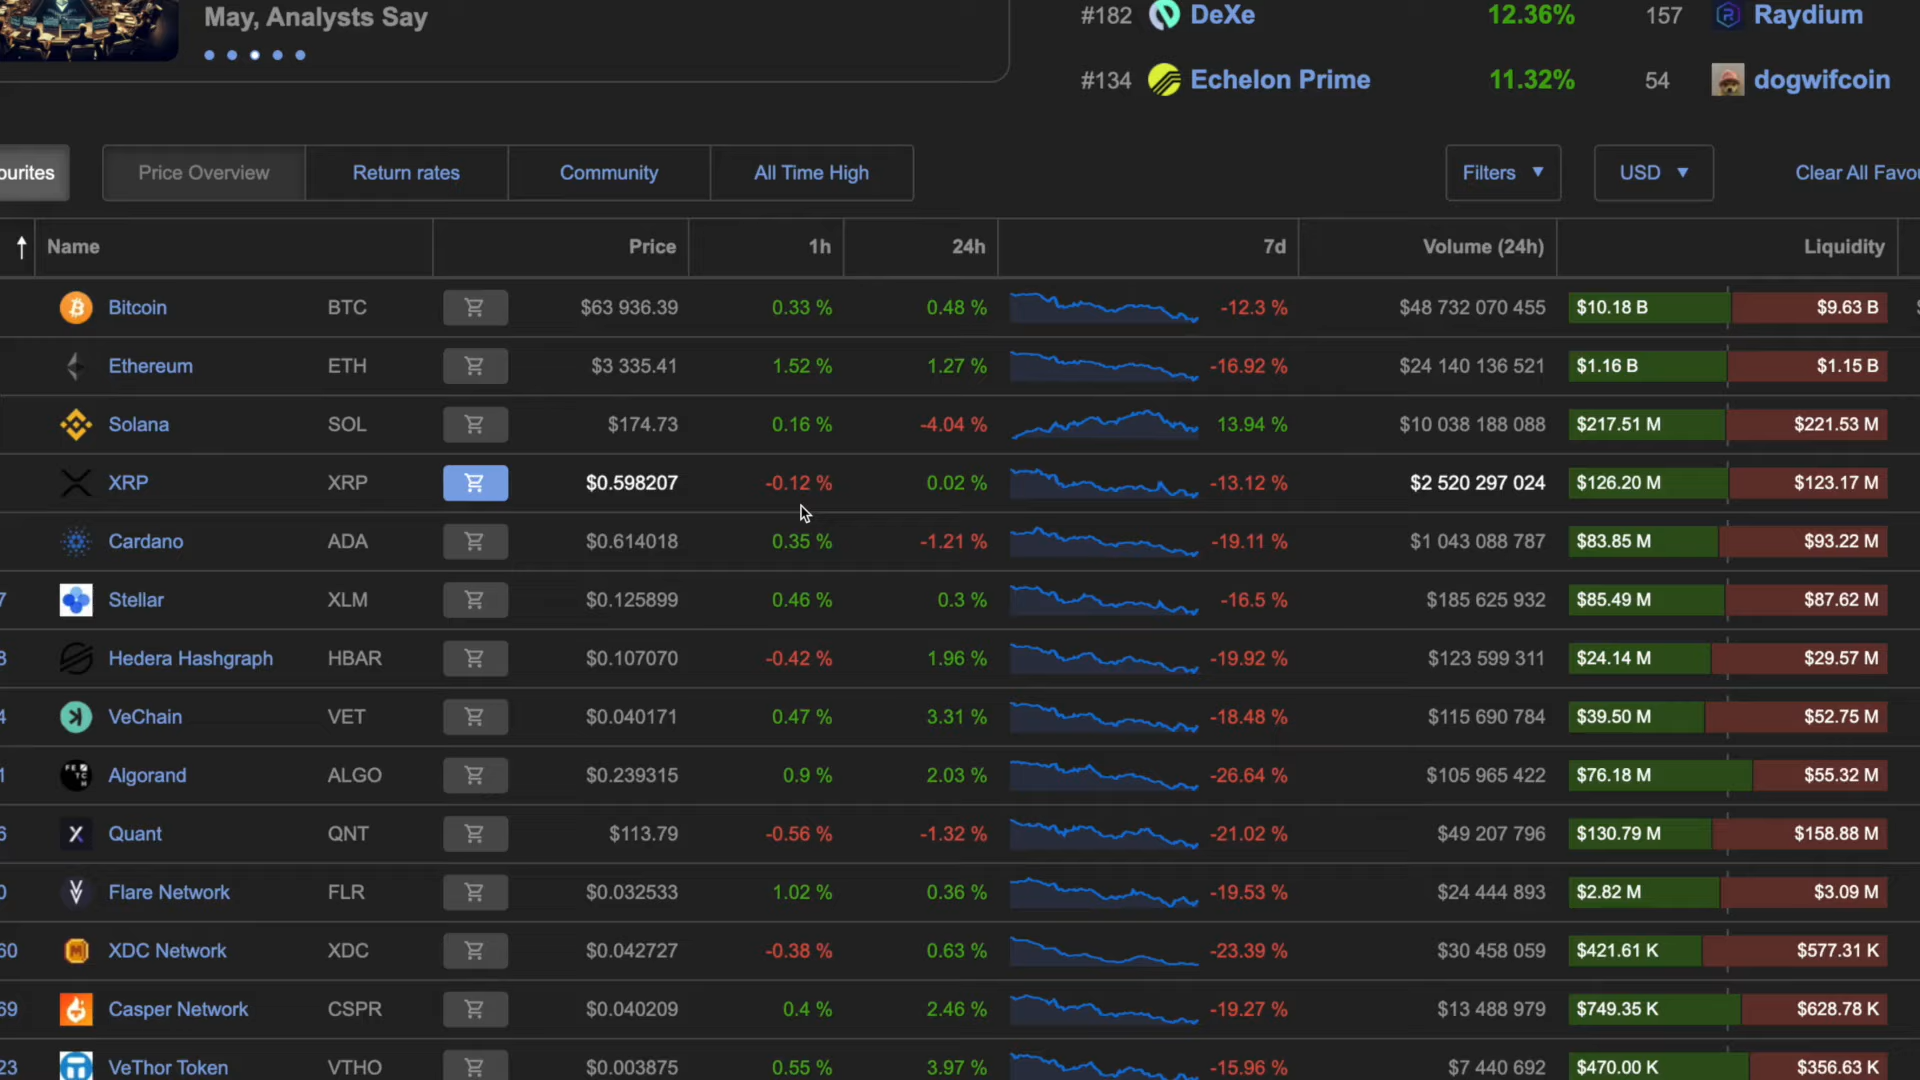 May, Analysts Say
#182 DeXe 12.36% 157 Raydium
#134 Echelon Prime 11.32% 54 dogwifcoin
ourites Price Overview Return rates Community All Time High Filters ▼ USD ▼ Clear All Favou
↑ Name Price 1h 24h 7d Volume (24h) Liquidity
Bitcoin BTC $63 936.39 0.33 % 0.48 % -12.3 % $48 732 070 455 $10.18 B $9.63 B
Ethereum ETH $3 335.41 1.52 % 1.27 % -16.92 % $24 140 136 521 $1.16 B $1.15 B
Solana SOL $174.73 0.16 % -4.04 % 13.94 % $10 038 188 088 $217.51 M $221.53 M
XRP XRP $0.598207 -0.12 % 0.02 % -13.12 % $2 520 297 024 $126.20 M $123.17 M
Cardano ADA $0.614018 0.35 % -1.21 % -19.11 % $1 043 088 787 $83.85 M $93.22 M
7 Stellar XLM $0.125899 0.46 % 0.3 % -16.5 % $185 625 932 $85.49 M $87.62 M
8 Hedera Hashgraph HBAR $0.107070 -0.42 % 1.96 % -19.92 % $123 599 311 $24.14 M $29.57 M
4 VeChain VET $0.040171 0.47 % 3.31 % -18.48 % $115 690 784 $39.50 M $52.75 M
1 Algorand ALGO $0.239315 0.9 % 2.03 % -26.64 % $105 965 422 $76.18 M $55.32 M
6 Quant QNT $113.79 -0.56 % -1.32 % -21.02 % $49 207 796 $130.79 M $158.88 M
0 Flare Network FLR $0.032533 1.02 % 0.36 % -19.53 % $24 444 893 $2.82 M $3.09 M
60 XDC Network XDC $0.042727 -0.38 % 0.63 % -23.39 % $30 458 059 $421.61 K $577.31 K
69 Casper Network CSPR $0.040209 0.4 % 2.46 % -19.27 % $13 488 979 $749.35 K $628.78 K
23 VeThor Token VTHO $0.003875 0.55 % 3.97 % -15.96 % $7 440 692 $470.00 K $356.63 K